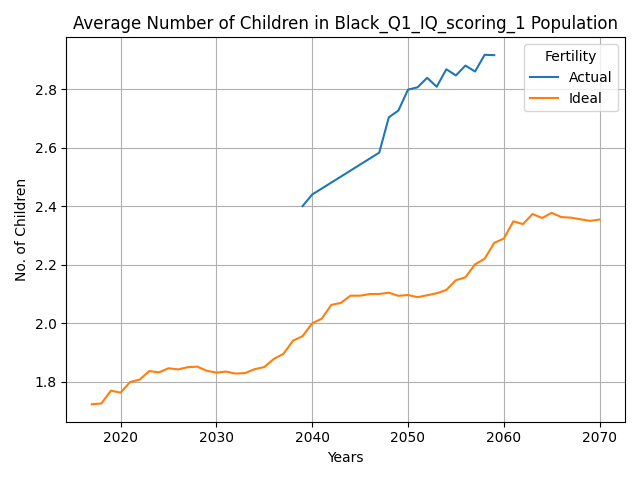 Average Number of Children in Black_Q1_IQ_scoring_1 Population
Fertility
Actual
Ideal
No. of Children
2.8
2.6
2.4
2.2
2.0
1.8
2020 2030 2040 2050 2060 2070
Years